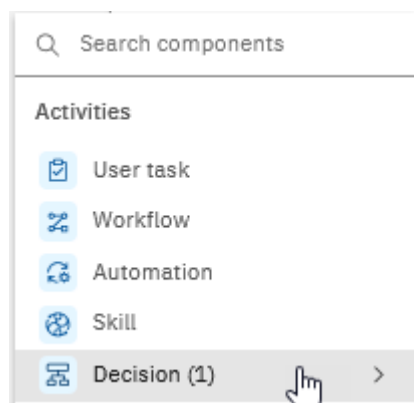 Search components
Activities
User task
Workflow
Automation
Skill
Decision (1)